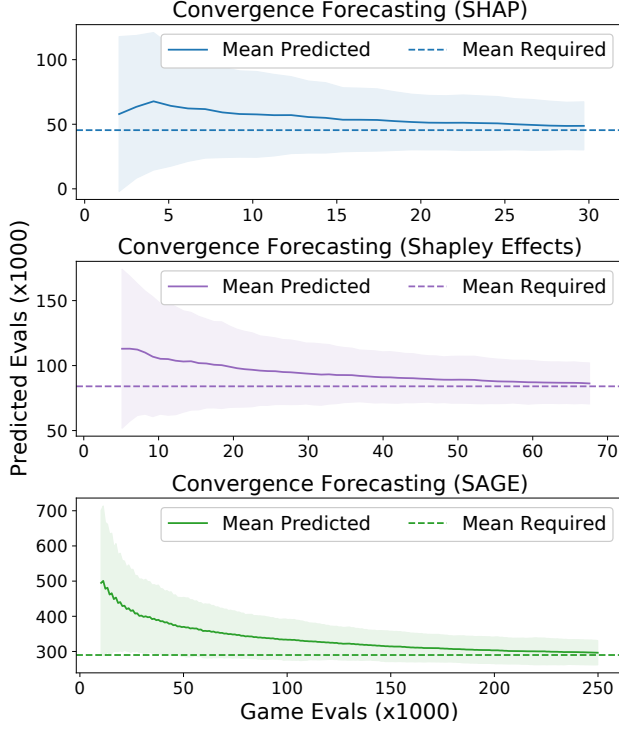 Convergence Forecasting (SHAP)
Mean Predicted Mean Required
100
50
0
0 5 10 15 20 25 30
Convergence Forecasting (Shapley Effects)
Mean Predicted Mean Required
150
100
50
0 10 20 30 40 50 60 70
Predicted Evals (x1000)
Convergence Forecasting (SAGE)
Mean Predicted Mean Required
700
600
500
400
300
0 50 100 150 200 250
Game Evals (x1000)